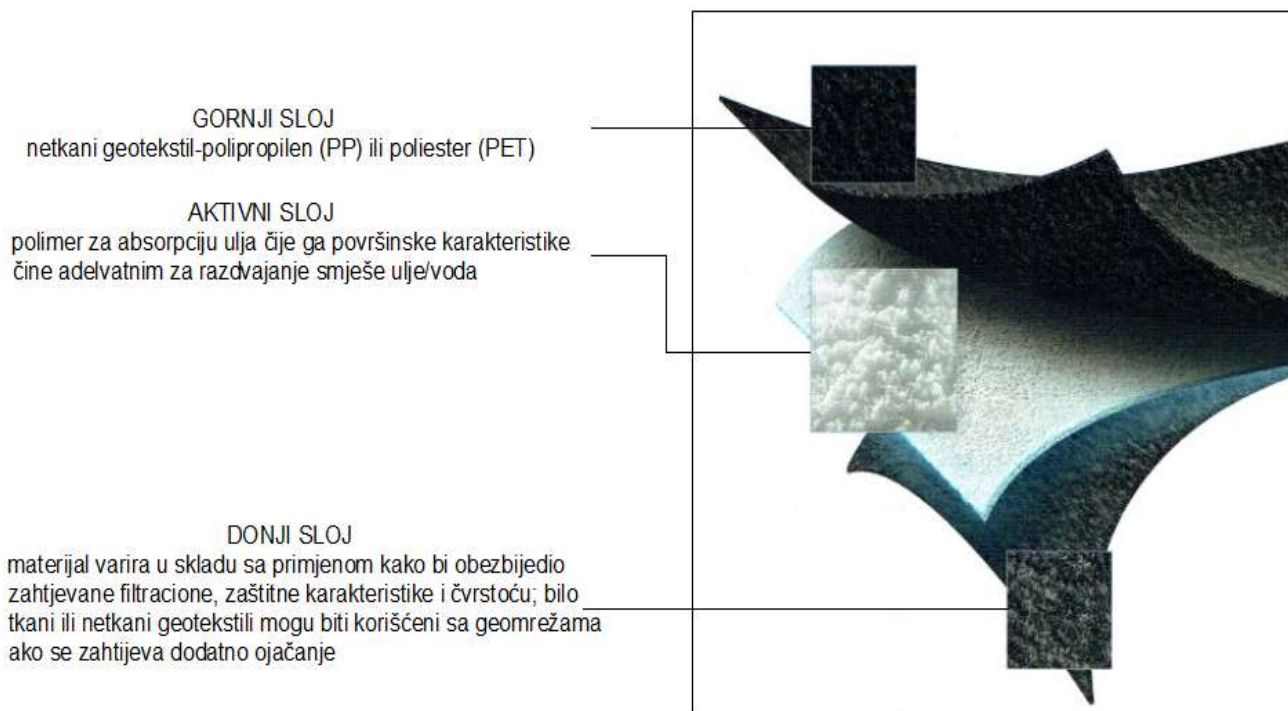 GORNJI SLOJ
netkani geotekstil-polipropilen (PP) ili poliester (PET)
AKTIVNI SLOJ
polimer za absorpciju ulja čije ga površinske karakteristike
čine adelvatnim za razdvajanje smješe ulje/voda
DONJI SLOJ
materijal varira u skladu sa primjenom kako bi obezbijedio
zahtjevane filtracione, zaštitne karakteristike i čvrstoću; bilo
tkani ili netkani geotekstili mogu biti korišćeni sa geomrežama
ako se zahtijeva dodatno ojačanje